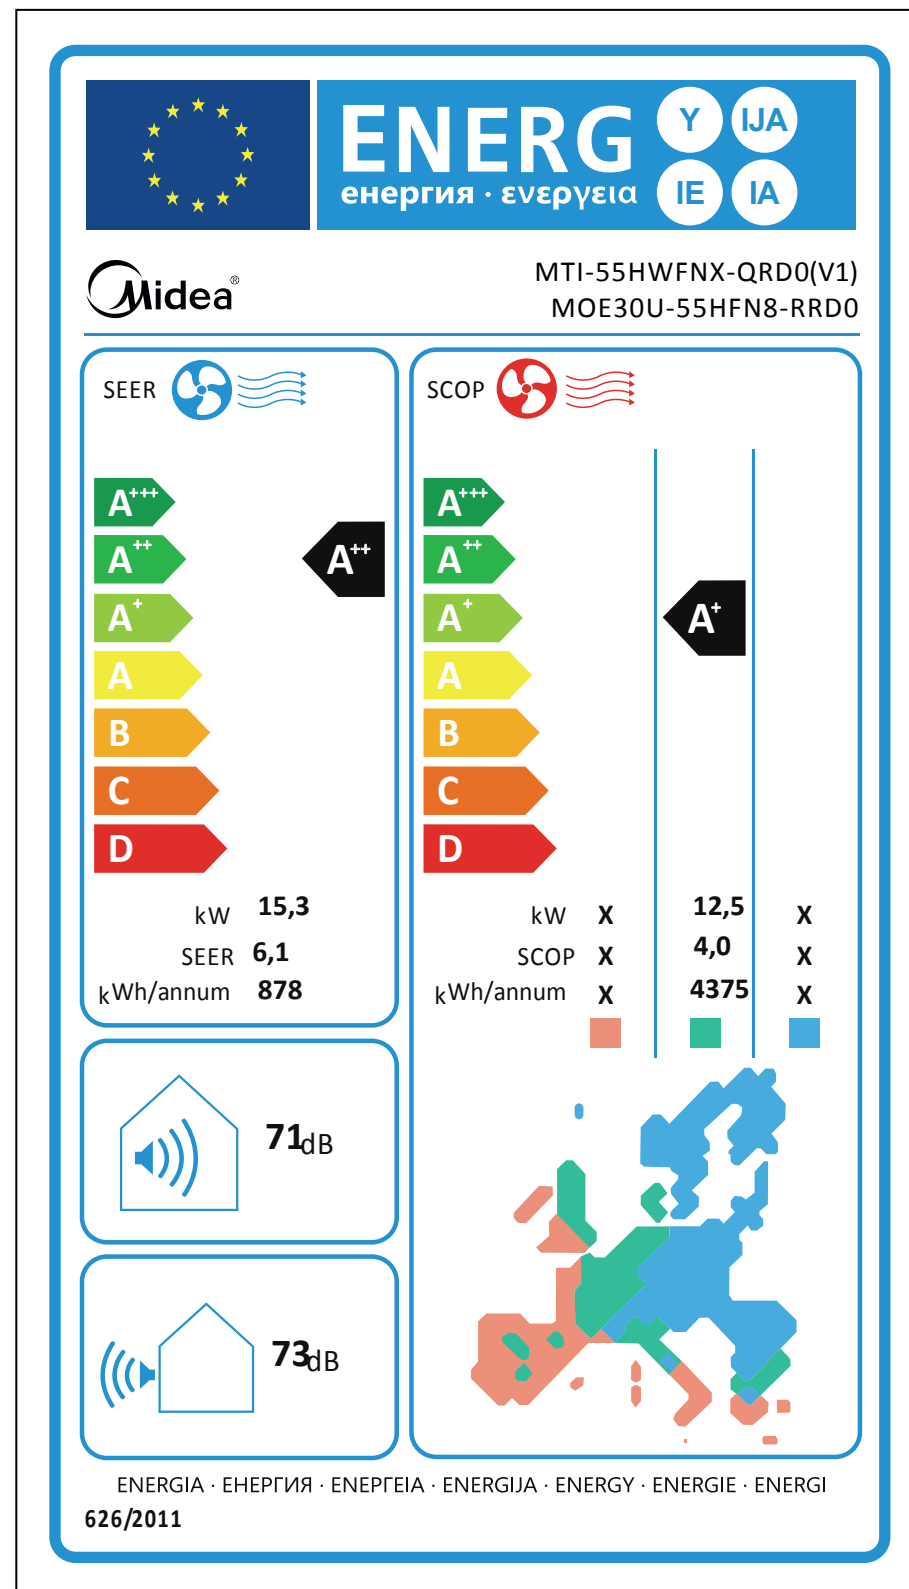 ENERG
енергия · ενεργεια
Y IJA
IE IA
Midea®
MTI-55HWFNX-QRD0(V1)
MOE30U-55HFN8-RRD0
SEER
A+++
A++
A+
A
B
C
D
A++
kW 15,3
SEER 6,1
kWh/annum 878
SCOP
A+++
A++
A+
A
B
C
D
A+
kW X 12,5 X
SCOP X 4,0 X
kWh/annum X 4375 X
71dB
73dB
ENERGIA · ЕНЕРГИЯ · ΕΝΕΡΓΕΙΑ · ENERGIJA · ENERGY · ENERGIE · ENERGI
626/2011